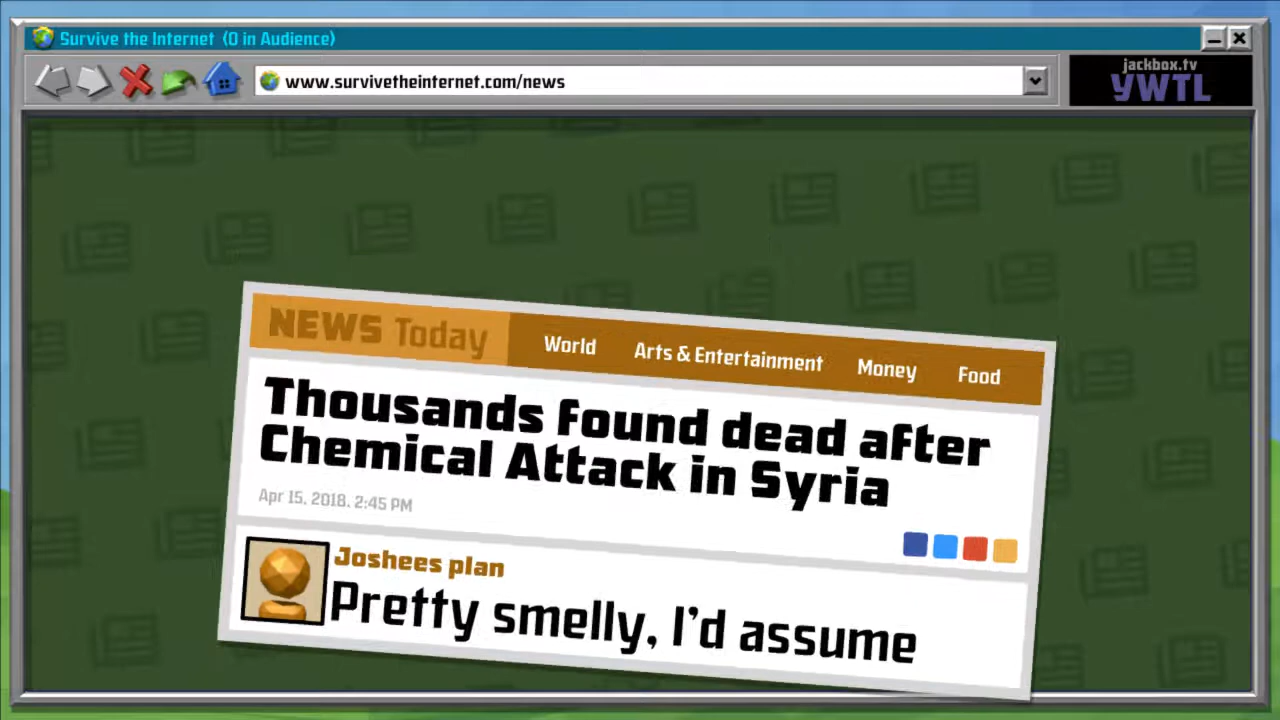 Survive the Internet (0 in Audience)
www.survivetheinternet.com/news
jackbox.tv
YWTL
NEWS Today World Arts & Entertainment Money Food
Thousands found dead after
Chemical Attack in Syria
Apr 15, 2018, 2:45 PM
Joshees plan
Pretty smelly, I'd assume